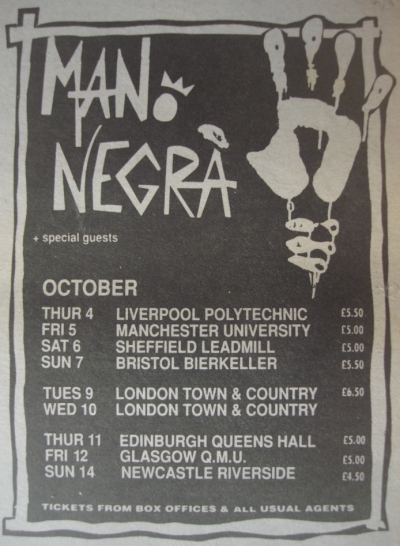 MANO
NEGRA
+ special guests
OCTOBER
THUR 4 LIVERPOOL POLYTECHNIC £5.50
FRI 5 MANCHESTER UNIVERSITY £5.00
SAT 6 SHEFFIELD LEADMILL £5.00
SUN 7 BRISTOL BIERKELLER £5.50
TUES 9 LONDON TOWN & COUNTRY £6.50
WED 10 LONDON TOWN & COUNTRY
THUR 11 EDINBURGH QUEENS HALL £5.00
FRI 12 GLASGOW Q.M.U. £5.00
SUN 14 NEWCASTLE RIVERSIDE £4.50
TICKETS FROM BOX OFFICES & ALL USUAL AGENTS